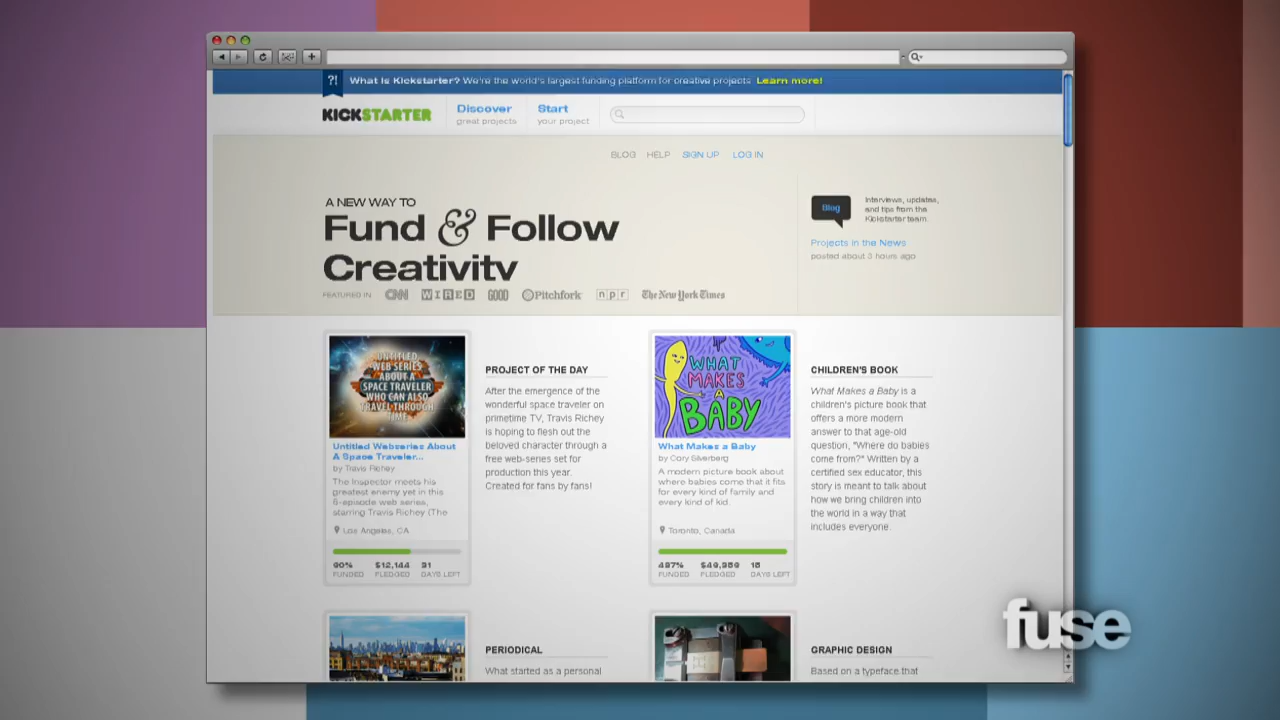 ?! What is Kickstarter? We're the world's largest funding platform for creative projects. Learn more!
KICKSTARTER
Discover
great projects
Start
your project
BLOG HELP SIGN UP LOG IN
A NEW WAY TO
Fund & Follow
Creativity
FEATURED IN CNN WIRED GOOD Pitchfork npr The New York Times
Blog
Interviews, updates,
and tips from the
Kickstarter team.
Projects in the News
posted about 3 hours ago
UNTITLED
WEB SERIES
ABOUT A
SPACE TRAVELER
WHO CAN ALSO
TRAVEL THROUGH
TIME
Untitled Webseries About
A Space Traveler...
by Travis Richey
The Inspector meets his
greatest enemy yet in this
6-episode web series,
starring Travis Richey (The
Los Angeles, CA
$12,144
FUNDED PLEDGED DAYS LEFT
PROJECT OF THE DAY
After the emergence of the
wonderful space traveler on
primetime TV, Travis Richey
is hoping to flesh out the
beloved character through a
free web-series set for
production this year.
Created for fans by fans!
WHAT
MAKES
A
BABY
What Makes a Baby
by Cory Silverberg
A modern picture book about
where babies come that it fits
for every kind of family and
every kind of kid.
Toronto, Canada
FUNDED PLEDGED DAYS LEFT
CHILDREN'S BOOK
What Makes a Baby is a
children's picture book that
offers a more modern
answer to that age-old
question, "Where do babies
come from?" Written by a
certified sex educator, this
story is meant to talk about
how we bring children into
the world in a way that
includes everyone.
PERIODICAL
What started as a personal
GRAPHIC DESIGN
Based on a typeface that
fuse